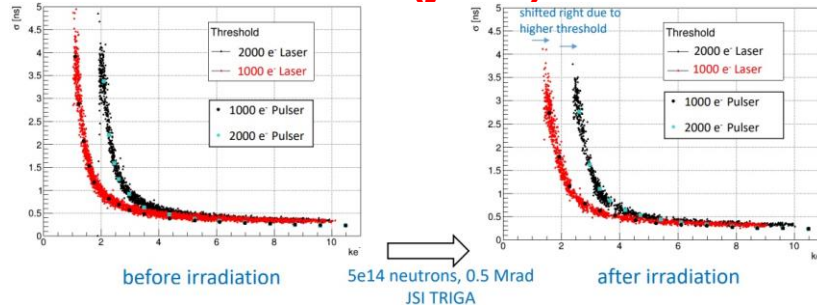 σ [ns]
5
4.5
4
3.5
3
2.5
2
1.5
1
0.5
0
0
2
4
6
8
10
ke⁻
Threshold
2000 e⁻ Laser
1000 e⁻ Laser
1000 e⁻ Pulser
2000 e⁻ Pulser
before irradiation
5e14 neutrons, 0.5 Mrad
JSI TRIGA
σ [ns]
5
4.5
4
3.5
3
2.5
2
1.5
1
0.5
0
0
2
4
6
8
10
shifted right due to
higher threshold
Threshold
2000 e⁻ Laser
1000 e⁻ Laser
1000 e⁻ Pulser
2000 e⁻ Pulser
after irradiation